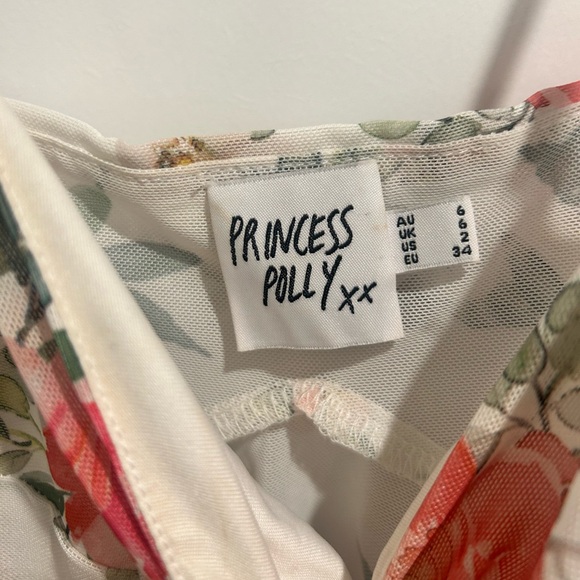 PRINCESS
POLLY xx
AU 6
UK 6
US 2
EU 34